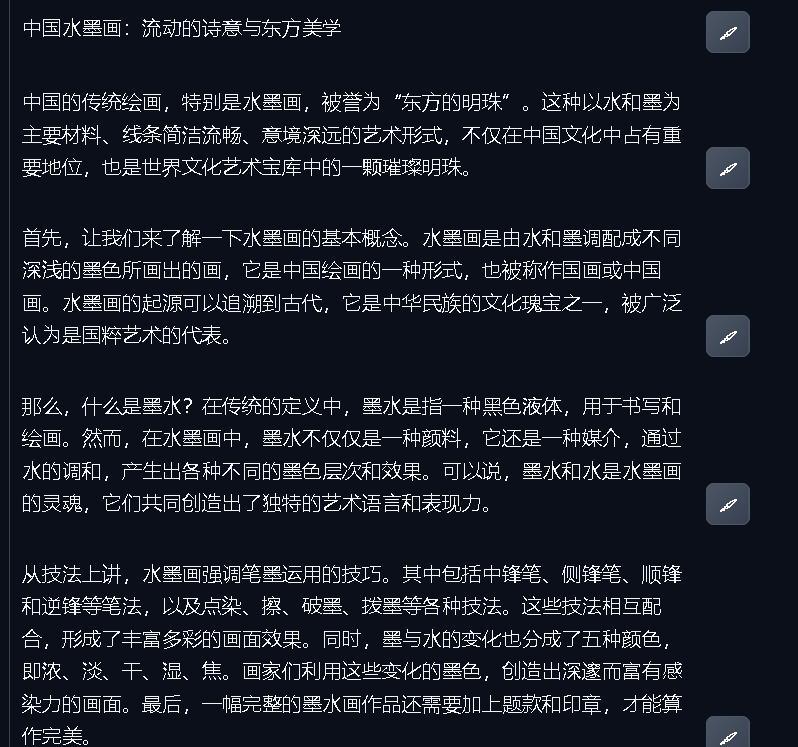 中国水墨画：流动的诗意与东方美学
中国的传统绘画，特别是水墨画，被誉为“东方的明珠”。这种以水和墨为
主要材料、线条简洁流畅、意境深远的艺术形式，不仅在中国文化中占有重
要地位，也是世界文化艺术宝库中的一颗璀璨明珠。
首先，让我们来了解一下水墨画的基本概念。水墨画是由水和墨调配成不同
深浅的墨色所画出的画，它是中国绘画的一种形式，也被称作国画或中国
画。水墨画的起源可以追溯到古代，它是中华民族的文化瑰宝之一，被广泛
认为是国粹艺术的代表。
那么，什么是墨水？在传统的定义中，墨水是指一种黑色液体，用于书写和
绘画。然而，在水墨画中，墨水不仅仅是一种颜料，它还是一种媒介，通过
水的调和，产生出各种不同的墨色层次和效果。可以说，墨水和水是水墨画
的灵魂，它们共同创造出了独特的艺术语言和表现力。
从技法上讲，水墨画强调笔墨运用的技巧。其中包括中锋笔、侧锋笔、顺锋
和逆锋等笔法，以及点染、擦、破墨、拨墨等各种技法。这些技法相互配
合，形成了丰富多彩的画面效果。同时，墨与水的变化也分成了五种颜色，
即浓、淡、干、湿、焦。画家们利用这些变化的墨色，创造出深邃而富有感
染力的画面。最后，一幅完整的墨水画作品还需要加上题款和印章，才能算
作完美。